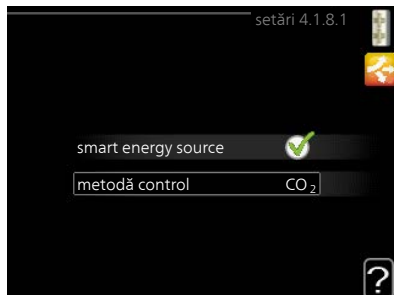 setări 4.1.8.1
smart energy source
metodă control CO₂
?